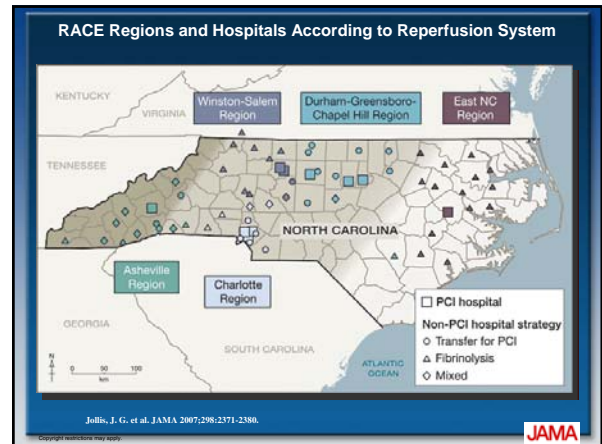 RACE Regions and Hospitals According to Reperfusion System
KENTUCKY
VIRGINIA
Winston-Salem
Region
Durham-Greensboro-
Chapel Hill Region
East NC
Region
TENNESSEE
NORTH CAROLINA
Asheville
Region
Charlotte
Region
GEORGIA
SOUTH CAROLINA
ATLANTIC
OCEAN
PCI hospital
Non-PCI hospital strategy
Transfer for PCI
Fibrinolysis
Mixed
N
0 50 100
km
Jollis, J. G. et al. JAMA 2007;298:2371-2380.
Copyright restrictions may apply.
JAMA